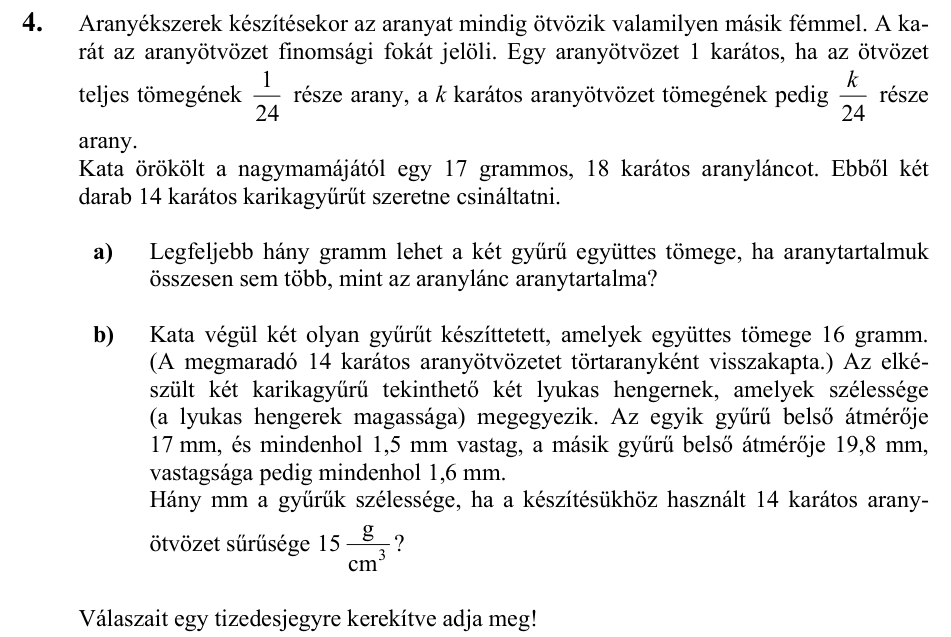 4. Aranyékszerek készítésekor az aranyat mindig ötvözik valamilyen másik fémmel. A ka-
rát az aranyötvözet finomsági fokát jelöli. Egy aranyötvözet 1 karátos, ha az ötvözet
teljes tömegének 1/24 része arany, a k karátos aranyötvözet tömegének pedig k/24 része
arany.
Kata örökölt a nagymamájától egy 17 grammos, 18 karátos aranyláncot. Ebből két
darab 14 karátos karikagyűrűt szeretne csináltatni.
a) Legfeljebb hány gramm lehet a két gyűrű együttes tömege, ha aranytartalmuk
összesen sem több, mint az aranylánc aranytartalma?
b) Kata végül két olyan gyűrűt készíttetett, amelyek együttes tömege 16 gramm.
(A megmaradó 14 karátos aranyötvözetet törtaranyként visszakapta.) Az elké-
szült két karikagyűrű tekinthető két lyukas hengernek, amelyek szélessége
(a lyukas hengerek magassága) megegyezik. Az egyik gyűrű belső átmérője
17 mm, és mindenhol 1,5 mm vastag, a másik gyűrű belső átmérője 19,8 mm,
vastagsága pedig mindenhol 1,6 mm.
Hány mm a gyűrűk szélessége, ha a készítésükhöz használt 14 karátos arany-
ötvözet sűrűsége 15 g/cm³?
Válaszait egy tizedesjegyre kerekítve adja meg!